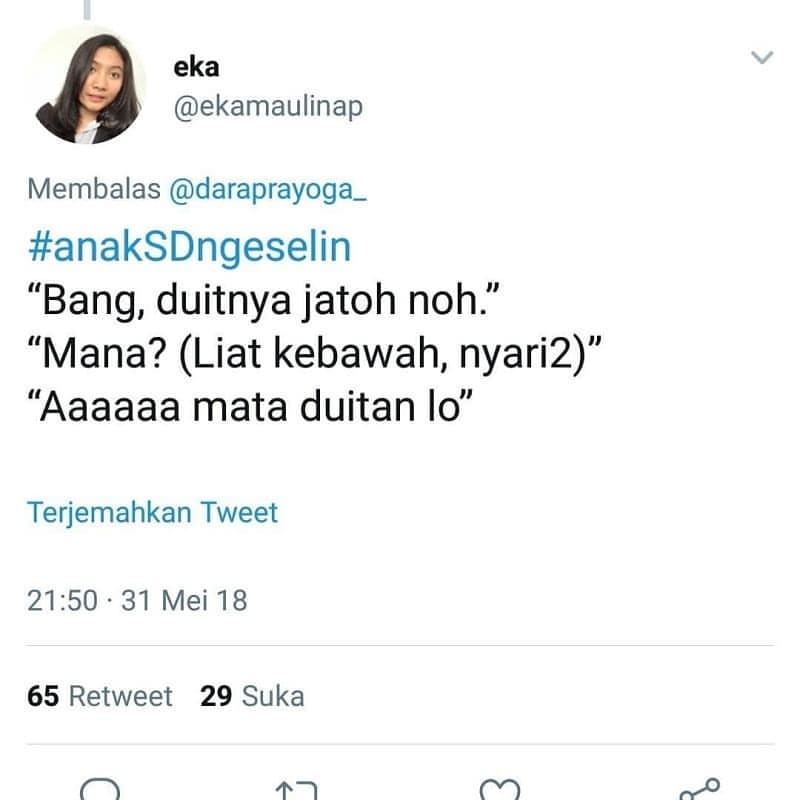 eka
@ekamaulinap
Membalas @daraprayoga_
#anakSDngeselin
“Bang, duitnya jatoh noh.”
“Mana? (Liat kebawah, nyari2)”
“Aaaaaa mata duitan lo”
Terjemahkan Tweet
21:50 · 31 Mei 18
65 Retweet 29 Suka